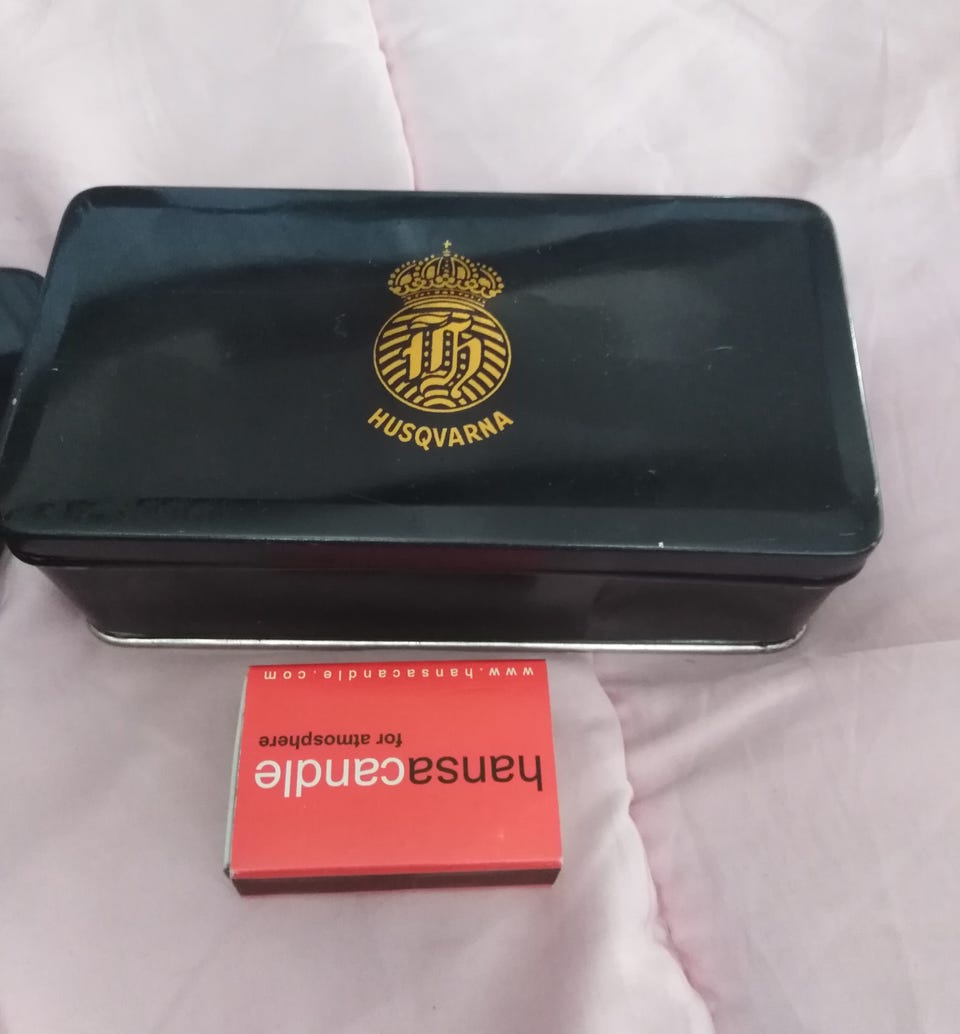 H
HUSQVARNA
hansacandle
for atmosphere
www.hansacandle.com